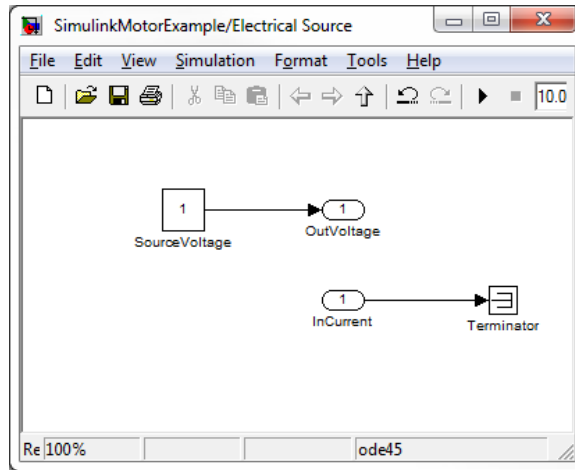 SimulinkMotorExample/Electrical Source
File Edit View Simulation Format Tools Help
10.0
1
SourceVoltage
1
OutVoltage
1
InCurrent
Terminator
Re 100% ode45